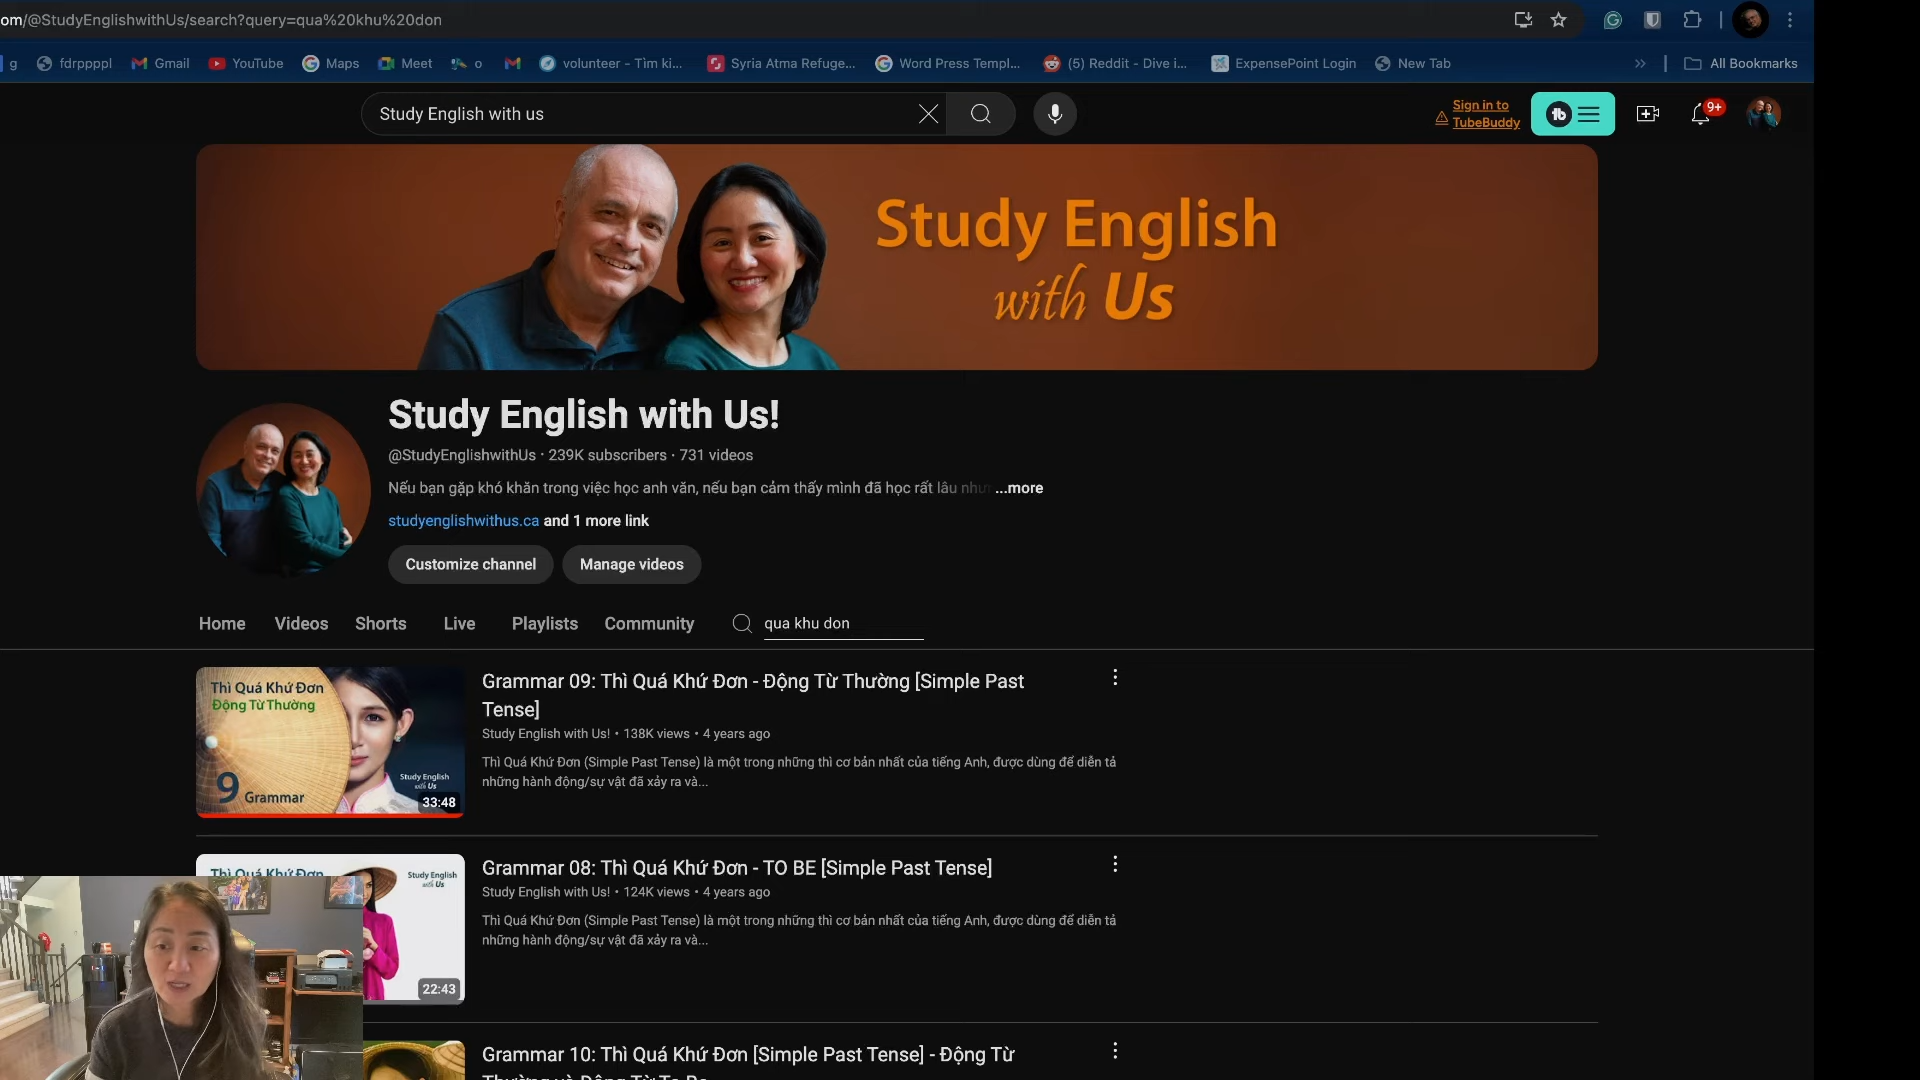 om/@StudyEnglishwithUs/search?query=qua%20khu%20don
g
fdrppppl
Gmail
YouTube
Maps
Meet
o
volunteer - Tìm ki...
Syria Atma Refuge...
Word Press Templ...
(5) Reddit - Dive i...
ExpensePoint Inc
New Tab
All Bookmarks
Study English with us
Sign in to
TubeBuddy
tb
9+
Study English
with Us
Study English with Us!
@StudyEnglishwithUs · 239K subscribers · 731 videos
Nếu bạn gặp khó khăn trong việc học anh văn, nếu bạn cảm thấy mình đã học rất lâu như ...more
studyenglishwithus.ca and 1 more link
Customize channel
Manage videos
Home
Videos
Shorts
Live
Playlists
Community
qua khu don
Thì Quá Khứ Đơn
Động Từ Thường
9 Grammar
Study English
with Us
33:48
Grammar 09: Thì Quá Khứ Đơn - Động Từ Thường [Simple Past
Tense]
Study English with Us! • 138K views • 4 years ago
Thì Quá Khứ Đơn (Simple Past Tense) là một trong những thì cơ bản nhất của tiếng Anh, được dùng để diễn tả
những hành động/sự vật đã xảy ra và...
Thì Quá Khứ Đơn
Study English
with Us
22:43
Grammar 08: Thì Quá Khứ Đơn - TO BE [Simple Past Tense]
Study English with Us! • 124K views • 4 years ago
Thì Quá Khứ Đơn (Simple Past Tense) là một trong những thì cơ bản nhất của tiếng Anh, được dùng để diễn tả
những hành động/sự vật đã xảy ra và...
Grammar 10: Thì Quá Khứ Đơn [Simple Past Tense] - Động Từ
Thường và Động Từ To Be